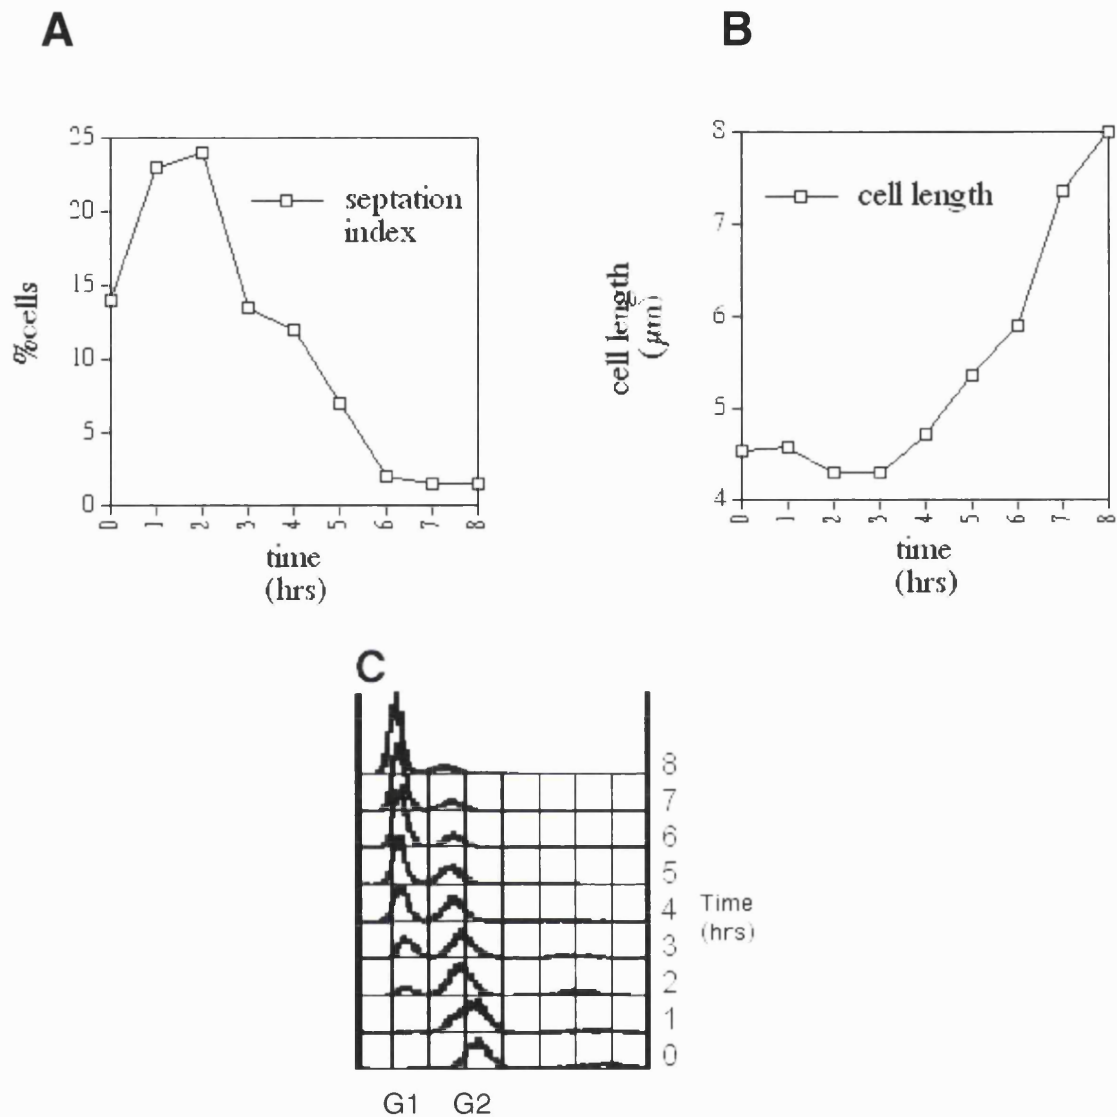 A
B
25
20
15
10
5
0
%cells
septation
index
0 1 2 3 4 5 6 7 8
time
(hrs)
8
7
6
5
4
cell length
(μm)
cell length
0 1 2 3 4 5 6 7 8
time
(hrs)
C
8
7
6
5
4
3
2
1
0
Time
(hrs)
G1 G2